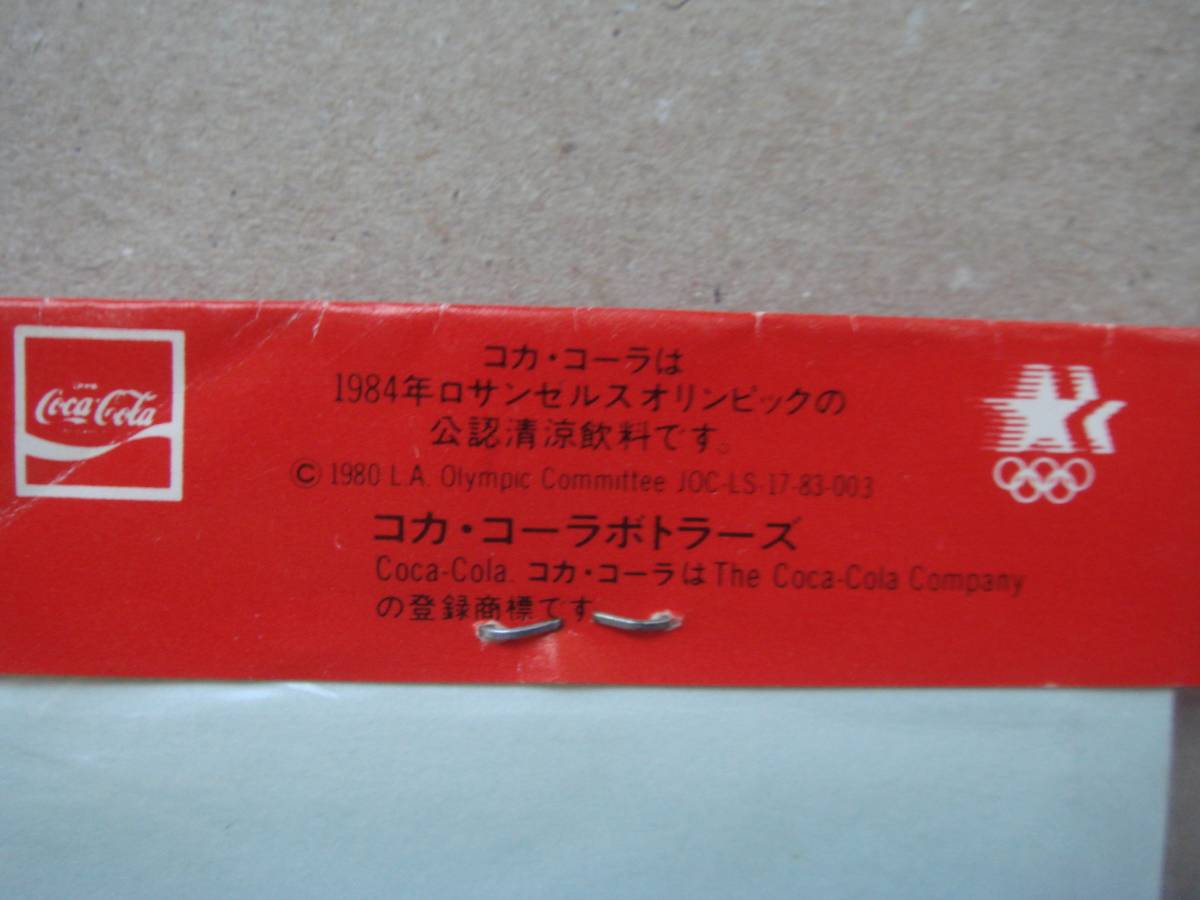 Coca-Cola
コカ・コーラは
1984年ロサンゼルスオリンピックの
公認清涼飲料です。
© 1980 L.A. Olympic Committee JOC-LS-17-83-003
コカ・コーラボトラーズ
Coca-Cola. コカ・コーラはThe Coca-Cola Company
の登録商標です